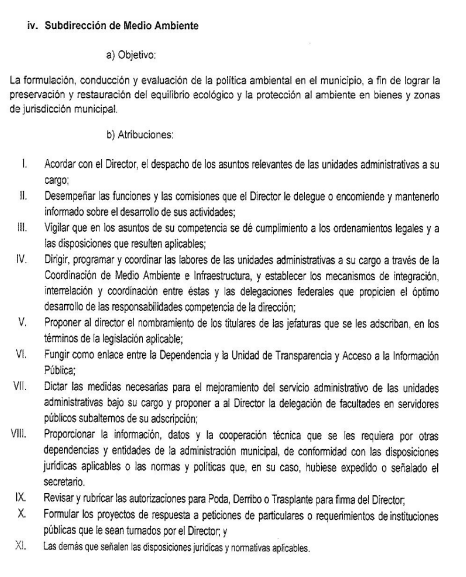 iv. Subdirección de Medio Ambiente
a) Objetivo:
La formulación, conducción y evaluación de la política ambiental en el municipio, a fin de lograr la
preservación y restauración del equilibrio ecológico y la protección al ambiente en bienes y zonas
de jurisdicción municipal.
b) Atribuciones:
I. Acordar con el Director, el despacho de los asuntos relevantes de las unidades administrativas a su
cargo;
II. Desempeñar las funciones y las comisiones que el Director le delegue o encomiende y mantenerlo
informado sobre el desarrollo de sus actividades;
III. Vigilar que en los asuntos de su competencia se dé cumplimiento a los ordenamientos legales y a
las disposiciones que resulten aplicables;
IV. Dirigir, programar y coordinar las labores de las unidades administrativas a su cargo a través de la
Coordinación de Medio Ambiente e Infraestructura, y establecer los mecanismos de integración,
interrelación y coordinación entre éstas y las delegaciones federales que propicien el óptimo
desarrollo de las responsabilidades competencia de la dirección;
V. Proponer al director el nombramiento de los titulares de las jefaturas que se les adscriban, en los
términos de la legislación aplicable;
VI. Fungir como enlace entre la Dependencia y la Unidad de Transparencia y Acceso a la Información
Pública;
VII. Dictar las medidas necesarias para el mejoramiento del servicio administrativo de las unidades
administrativas bajo su cargo y proponer a al Director la delegación de facultades en servidores
públicos subalternos de su adscripción;
VIII. Proporcionar la información, datos y la cooperación técnica que se les requiera por otras
dependencias y entidades de la administración municipal, de conformidad con las disposiciones
jurídicas aplicables o las normas y políticas que, en su caso, hubiese expedido o señalado el
secretario.
IX. Revisar y rubricar las autorizaciones para Poda, Derribo o Trasplante para firma del Director;
X. Formular los proyectos de respuesta a peticiones de particulares o requerimientos de instituciones
públicas que le sean turnados por el Director; y
XI. Las demás que señalen las disposiciones jurídicas y normativas aplicables.